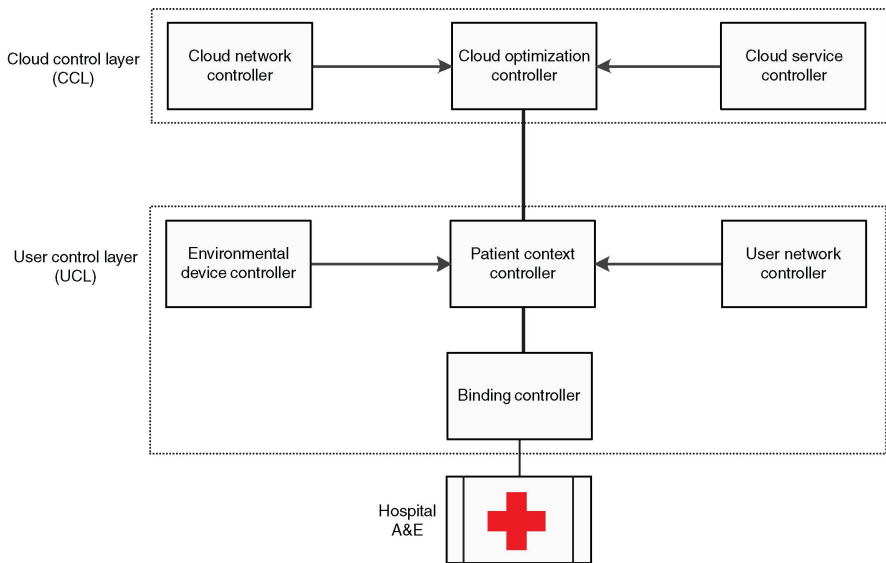 Cloud control layer
(CCL)
Cloud network
controller
Cloud optimization
controller
Cloud service
controller
User control layer
(UCL)
Environmental
device controller
Patient context
controller
User network
controller
Binding controller
Hospital
A&E